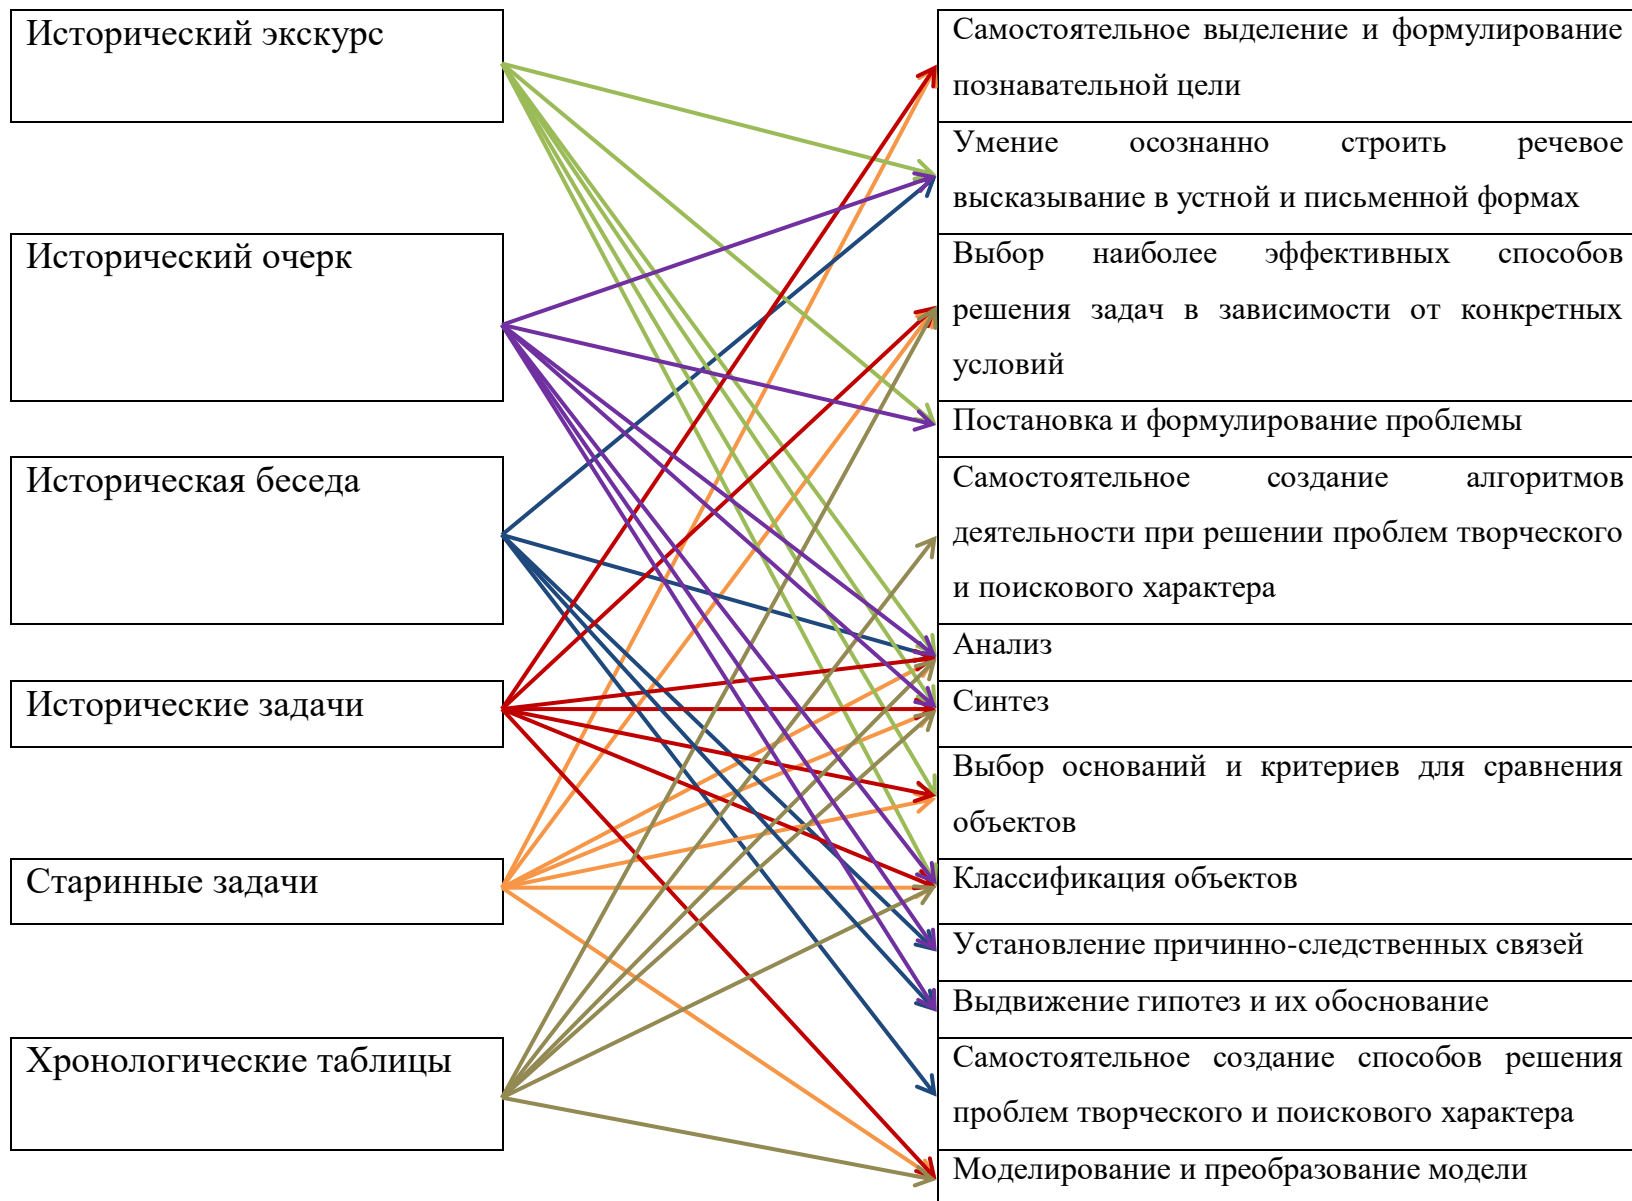 Исторический экскурс
Исторический очерк
Историческая беседа
Исторические задачи
Старинные задачи
Хронологические таблицы
Самостоятельное выделение и формулирование
познавательной цели
Умение осознанно строить речевое
высказывание в устной и письменной формах
Выбор наиболее эффективных способов
решения задач в зависимости от конкретных
условий
Постановка и формулирование проблемы
Самостоятельное создание алгоритмов
деятельности при решении проблем творческого
и поискового характера
Анализ
Синтез
Выбор оснований и критериев для сравнения
объектов
Классификация объектов
Установление причинно-следственных связей
Выдвижение гипотез и их обоснование
Самостоятельное создание способов решения
проблем творческого и поискового характера
Моделирование и преобразование модели